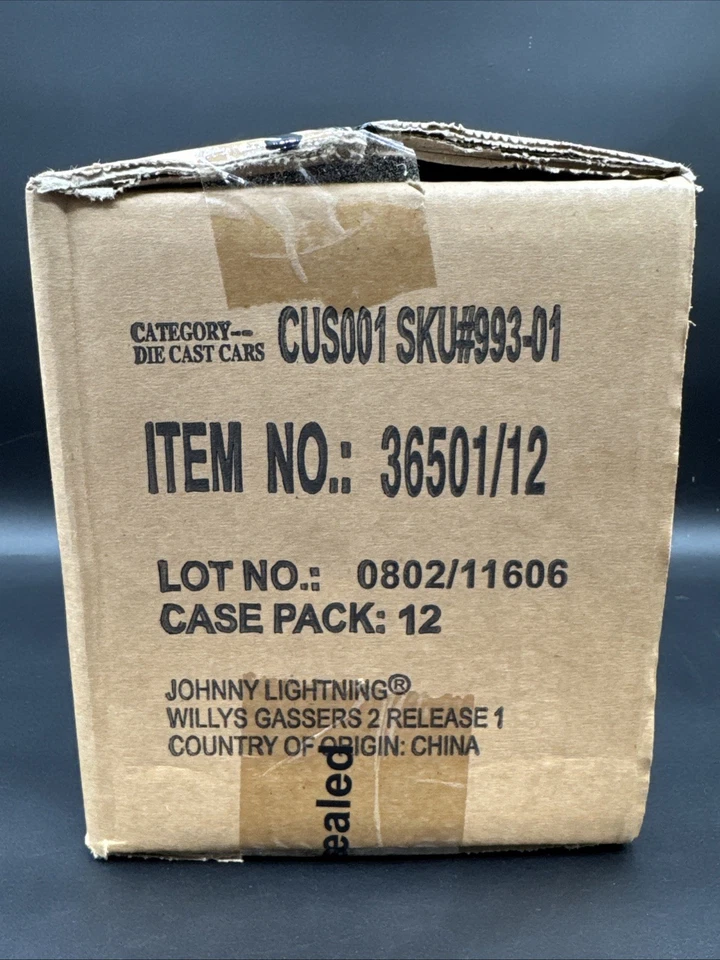 CATEGORY--
DIE CAST CARS
CUS001 SKU#993-01
ITEM NO.: 36501/12
LOT NO.: 0802/11606
CASE PACK: 12
JOHNNY LIGHTNING®
WILLYS GASSERS 2 RELEASE 1
COUNTRY OF ORIGIN: CHINA
ealed